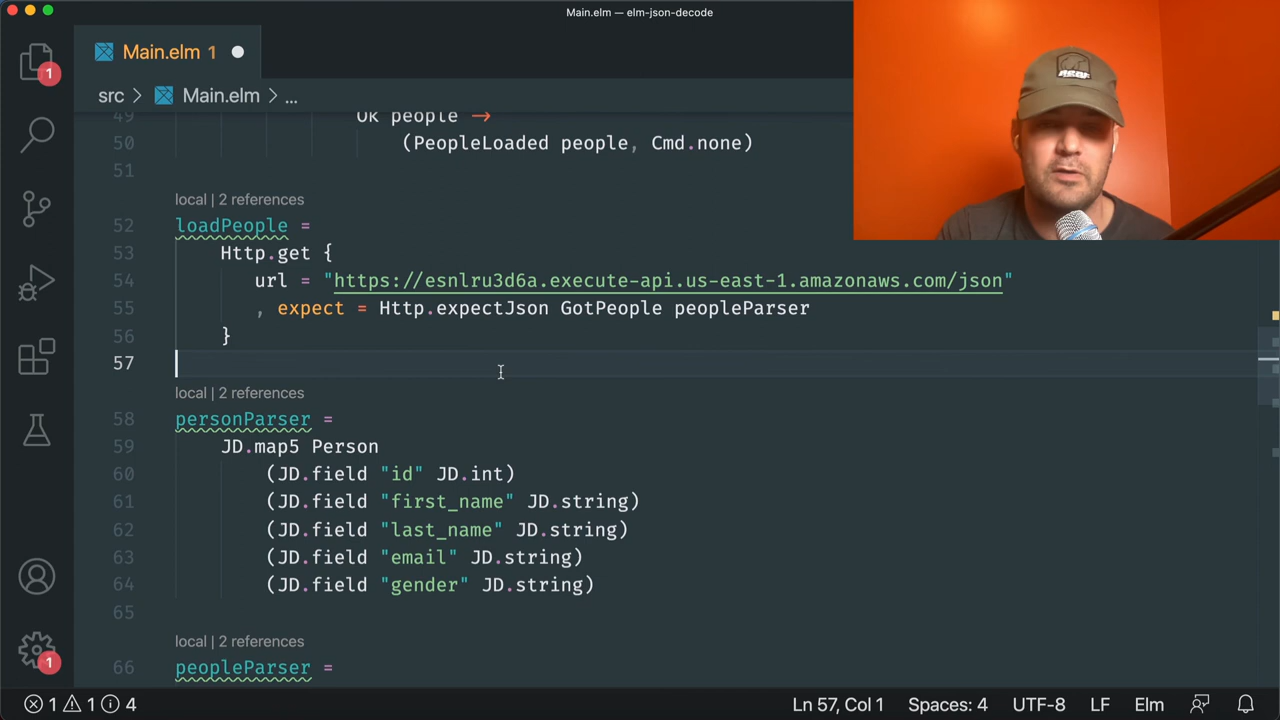 Main.elm — elm-json-decode
Main.elm 1
src > Main.elm > ...
49 Ok people →
50 (PeopleLoaded people, Cmd.none)
51
local | 2 references
52 loadPeople =
53 Http.get {
54 url = "https://esnlru3d6a.execute-api.us-east-1.amazonaws.com/json"
55 , expect = Http.expectJson GotPeople peopleParser
56 }
57
local | 2 references
58 personParser =
59 JD.map5 Person
60 (JD.field "id" JD.int)
61 (JD.field "first_name" JD.string)
62 (JD.field "last_name" JD.string)
63 (JD.field "email" JD.string)
64 (JD.field "gender" JD.string)
65
local | 2 references
66 peopleParser =
1
1
1 1 4
Ln 57, Col 1 Spaces: 4 UTF-8 LF Elm